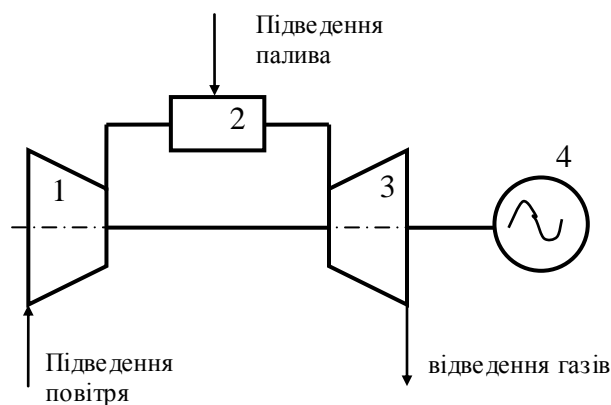 Підведення
палива
2
1
3
4
Підведення
повітря
відведення газів